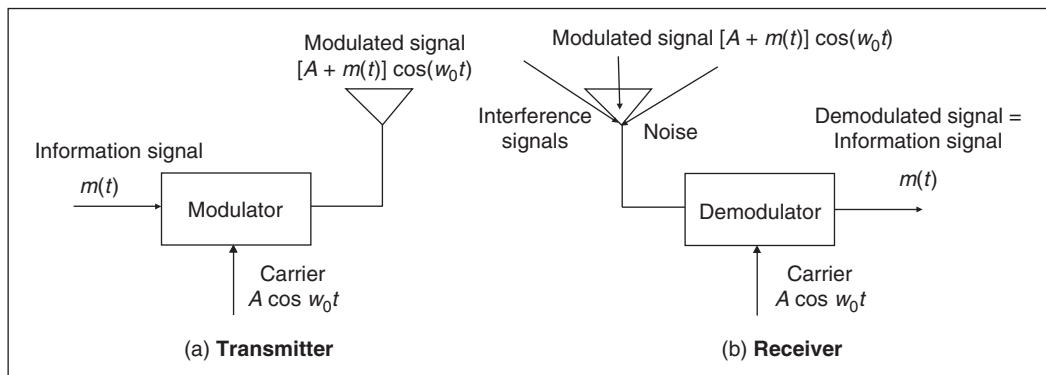 Modulated signal
[A + m(t)] cos(w₀t)
Information signal
m(t)
Modulator
Carrier
A cos w₀t
(a) Transmitter
Modulated signal [A + m(t)] cos(w₀t)
Interference
signals
Noise
Demodulated signal =
Information signal
m(t)
Demodulator
Carrier
A cos w₀t
(b) Receiver